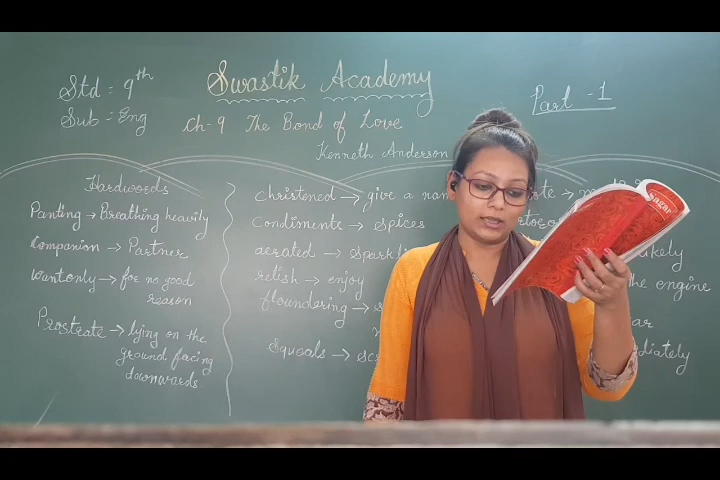 Std = 9th
Sub = Eng
Swastik Academy
Part - 1
Ch-9 The Bond of Love
Kenneth Anderson
Hardwords
Panting → Breathing heavily
Companion → Partner
Wantonly → for no good
reason
Prostrate → lying on the
ground facing
downwards
christened → give a
Condiments → spices
aerated →
relish → enjoy
floundering →
Squeals →
the engine
Sagar